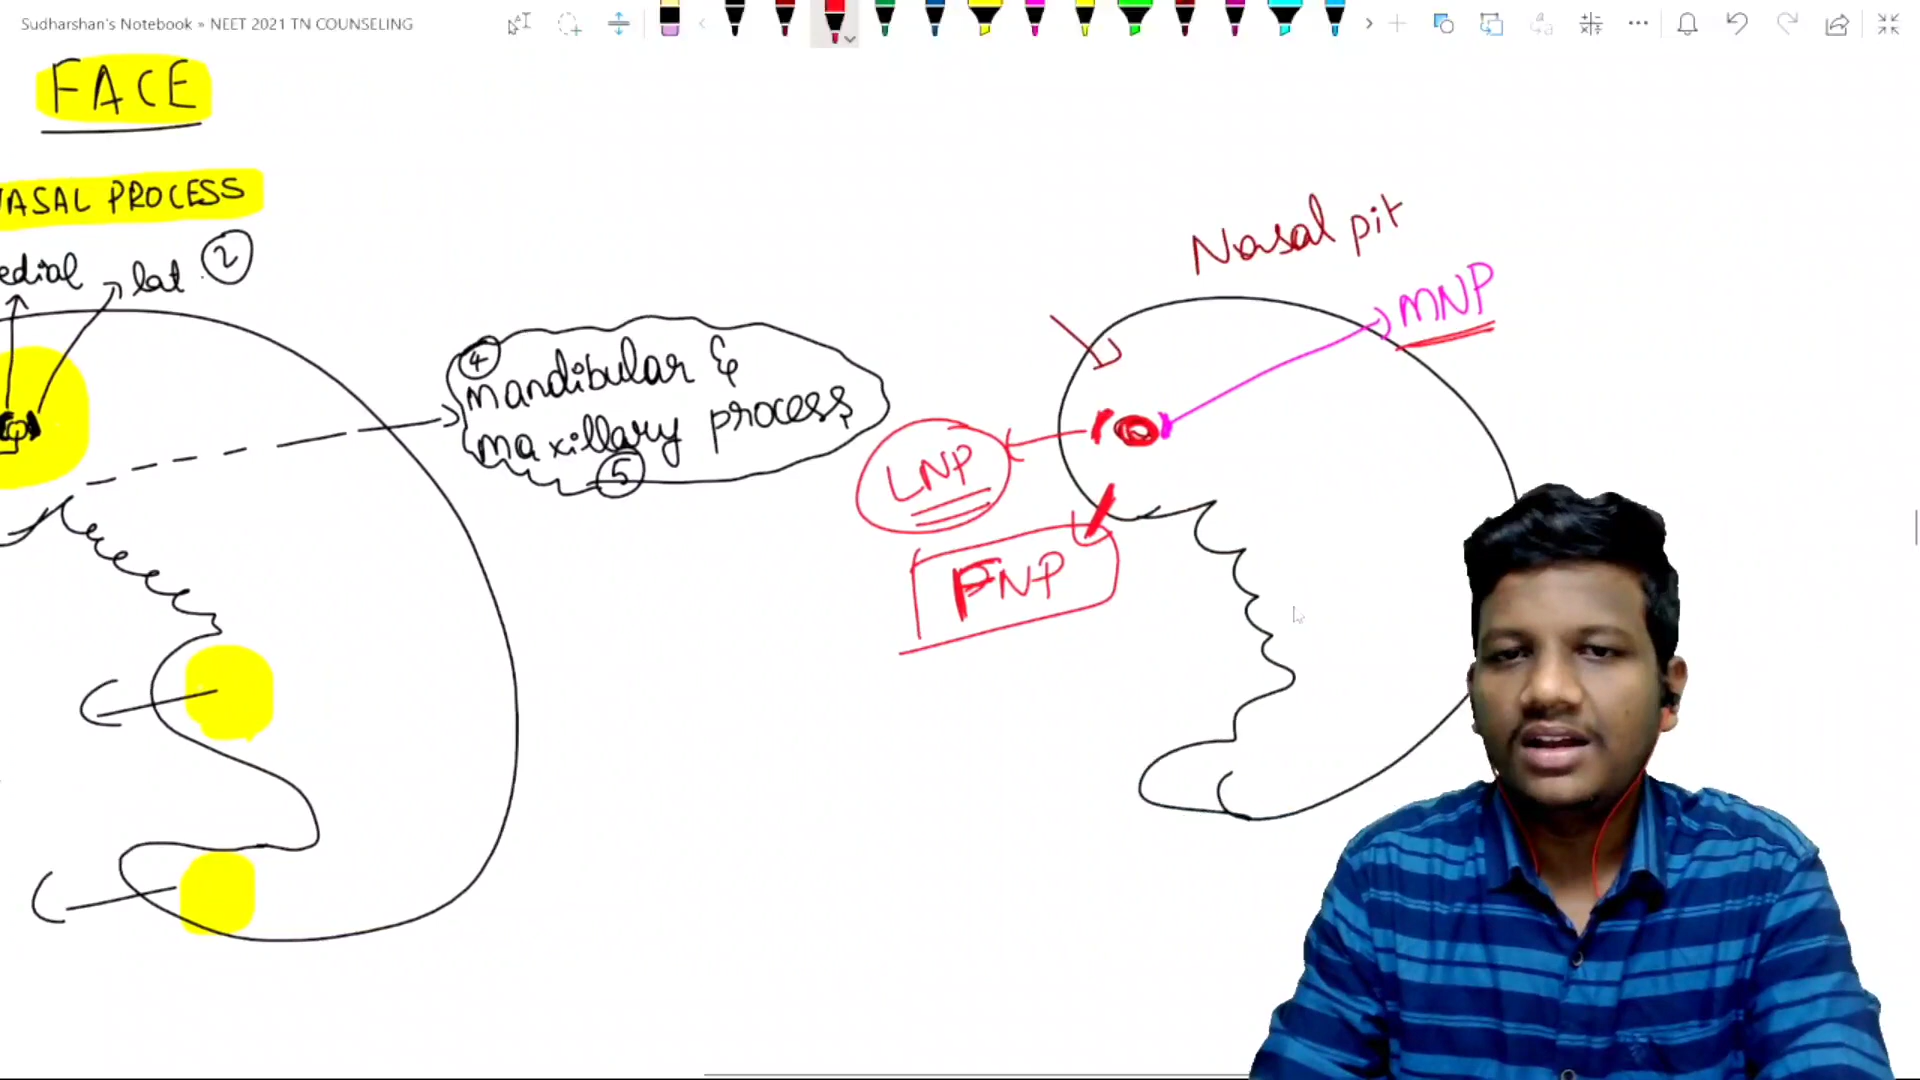 Sudharshan's Notebook » NEET 2021 TN COUNSELING
FACE
NASAL PROCESS
edial
lat 2
4
mandibular &
maxillary process
5
Nasal pit
MNP
LNP
FNP